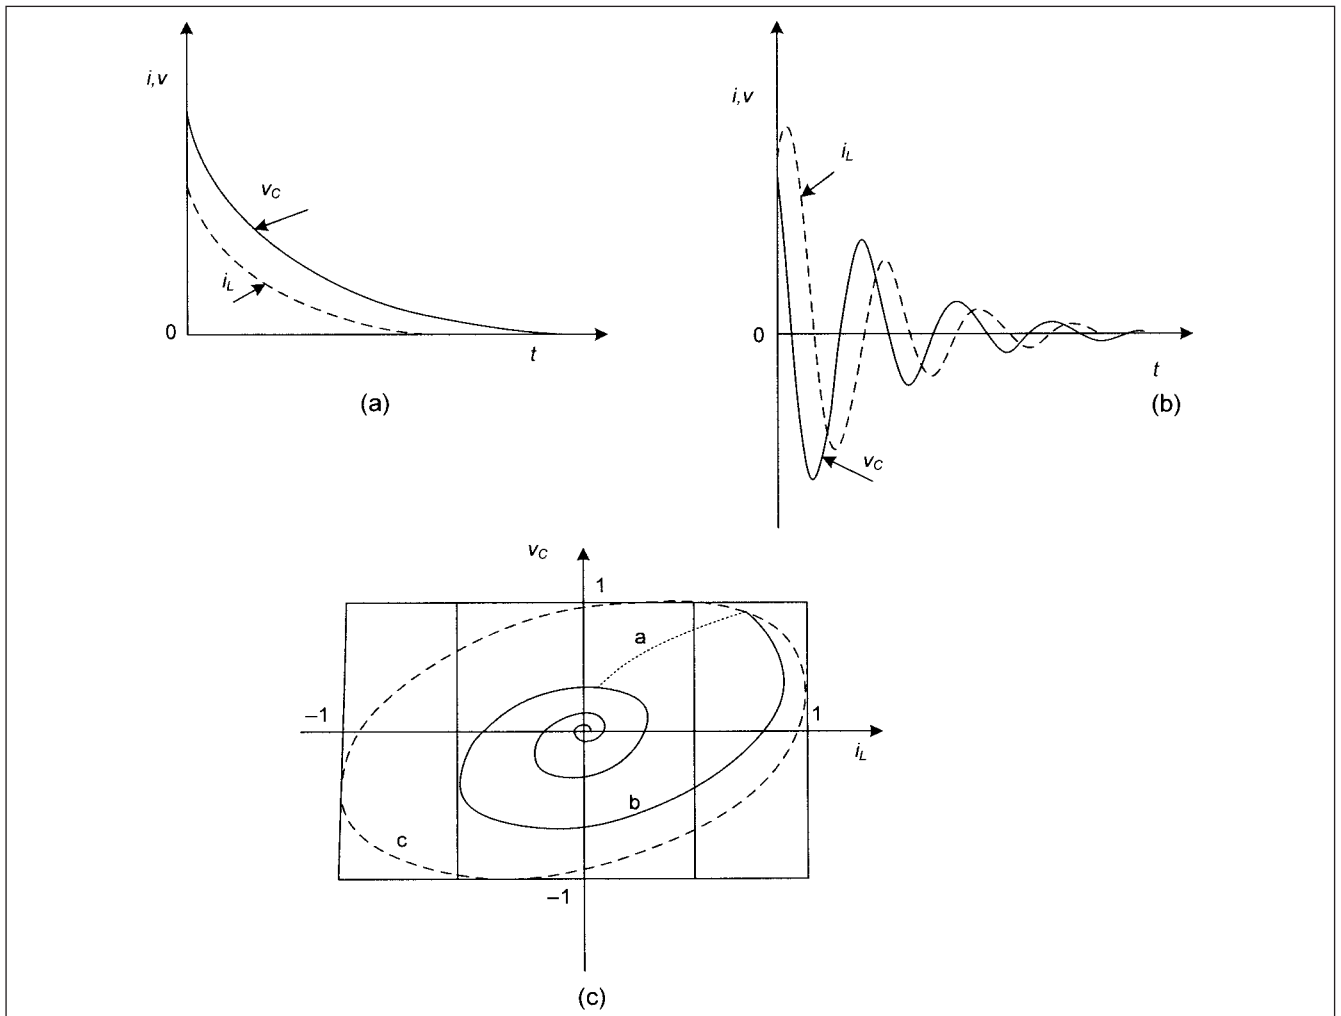 i,v
v_C
i_L
0
t
(a)
i,v
i_L
0
t
v_C
(b)
v_C
1
a
–1
1
i_L
b
c
–1
(c)